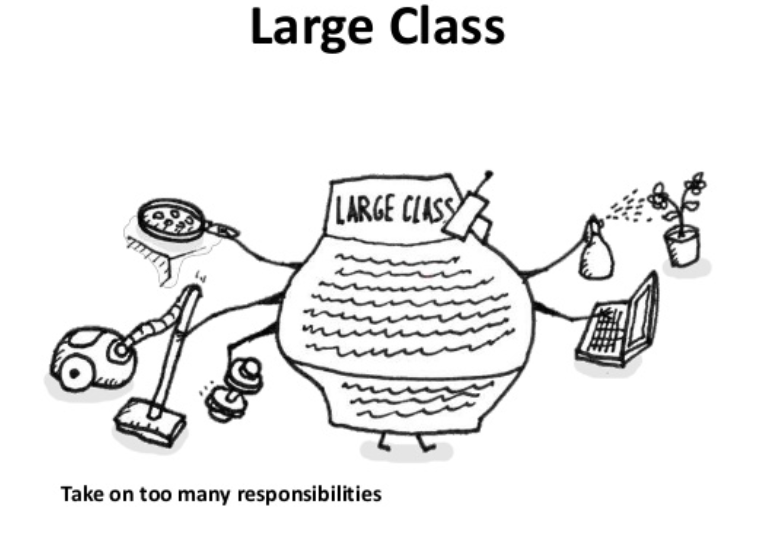 Large Class
LARGE CLASS
Take on too many responsibilities